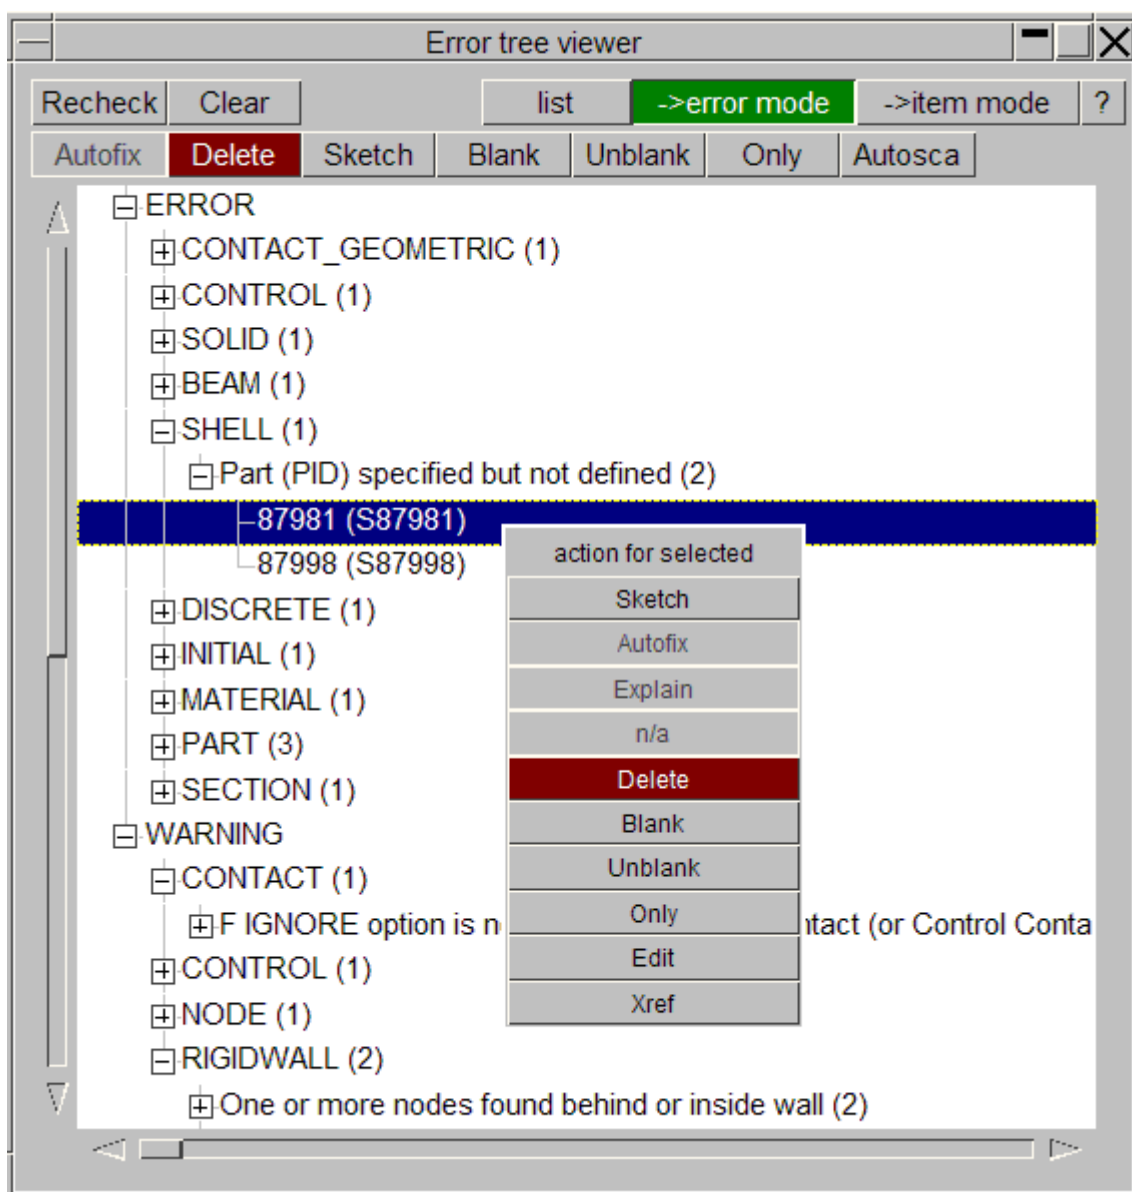 Error tree viewer
Recheck Clear list ->error mode ->item mode ?
Autofix Delete Sketch Blank Unblank Only Autosca
ERROR
CONTACT_GEOMETRIC (1)
CONTROL (1)
SOLID (1)
BEAM (1)
SHELL (1)
Part (PID) specified but not defined (2)
87981 (S87981)
87998 (S87998)
DISCRETE (1)
INITIAL (1)
MATERIAL (1)
PART (3)
SECTION (1)
WARNING
CONTACT (1)
F IGNORE option is n ntact (or Control Conta
CONTROL (1)
NODE (1)
RIGIDWALL (2)
One or more nodes found behind or inside wall (2)
action for selected
Sketch
Autofix
Explain
n/a
Delete
Blank
Unblank
Only
Edit
Xref